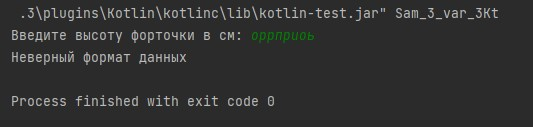 .3\plugins\Kotlin\kotlinc\lib\kotlin-test.jar" Sam_3_var_3Kt
Введите высоту форточки в см: оррприоь
Неверный формат данных
Process finished with exit code 0